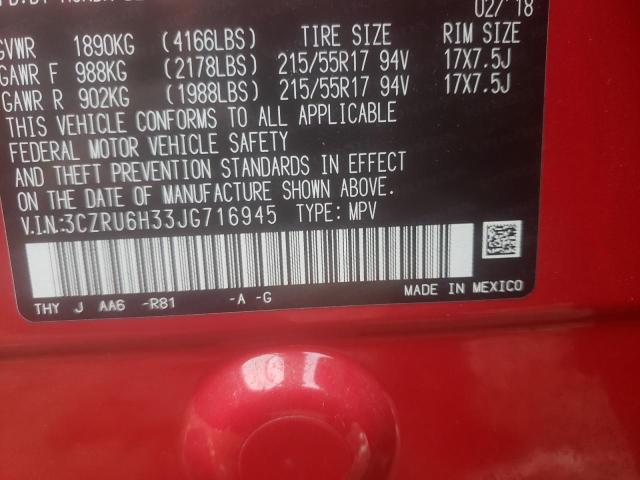 02/'18
GVWR 1890KG (4166LBS) TIRE SIZE RIM SIZE
GAWR F 988KG (2178LBS) 215/55R17 94V 17X7.5J
GAWR R 902KG (1988LBS) 215/55R17 94V 17X7.5J
THIS VEHICLE CONFORMS TO ALL APPLICABLE
FEDERAL MOTOR VEHICLE SAFETY
AND THEFT PREVENTION STANDARDS IN EFFECT
ON THE DATE OF MANUFACTURE SHOWN ABOVE.
V.I.N:3CZRU6H33JG716945 TYPE: MPV
THY J AA6 -R81 -A -G MADE IN MEXICO